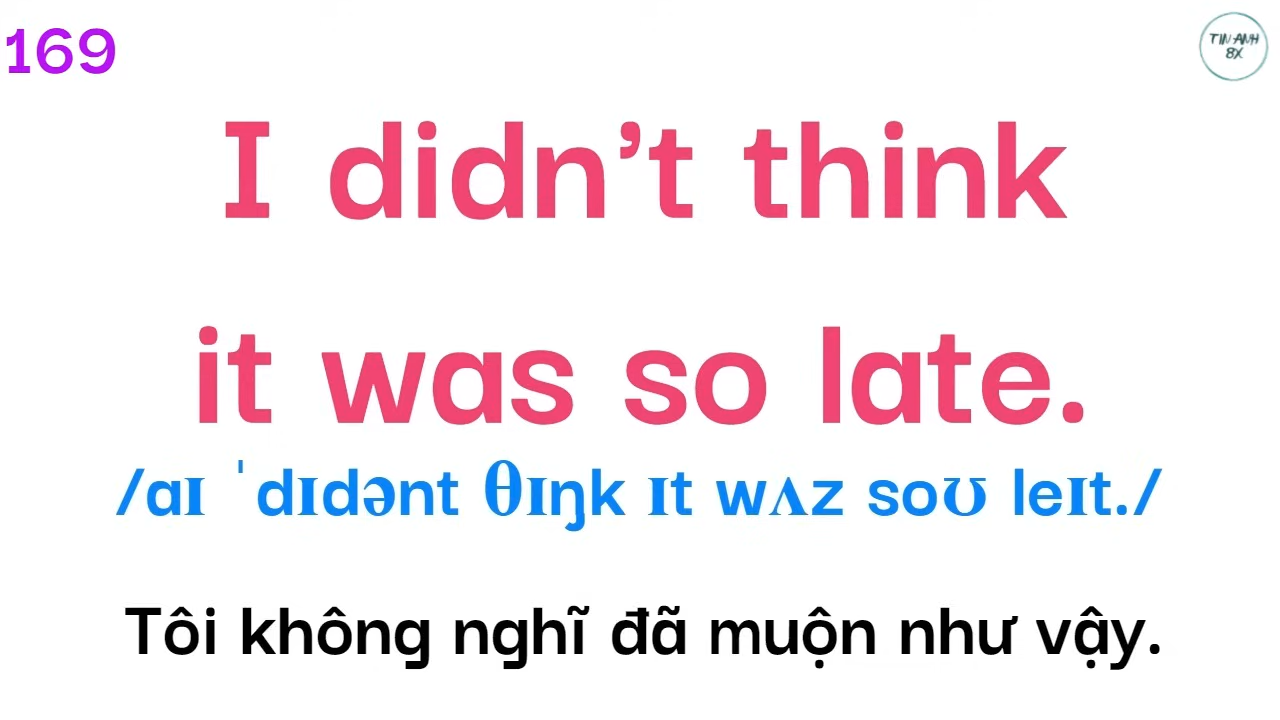 169
TIN ANH
8X
I didn’t think
it was so late.
/aɪ ˈdɪdənt θɪŋk ɪt wʌz soʊ leɪt./
Tôi không nghĩ đã muộn như vậy.